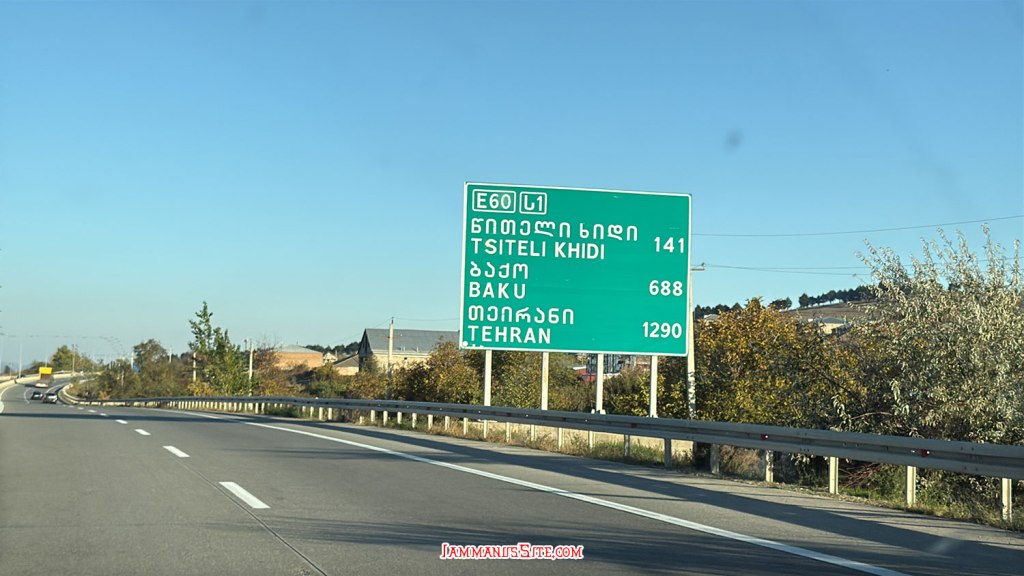 E60 ს1
წითელი ხიდი
TSITELI KHIDI 141
ბაქო
BAKU 688
თეირანი
TEHRAN 1290
JAMMANISSITE.COM